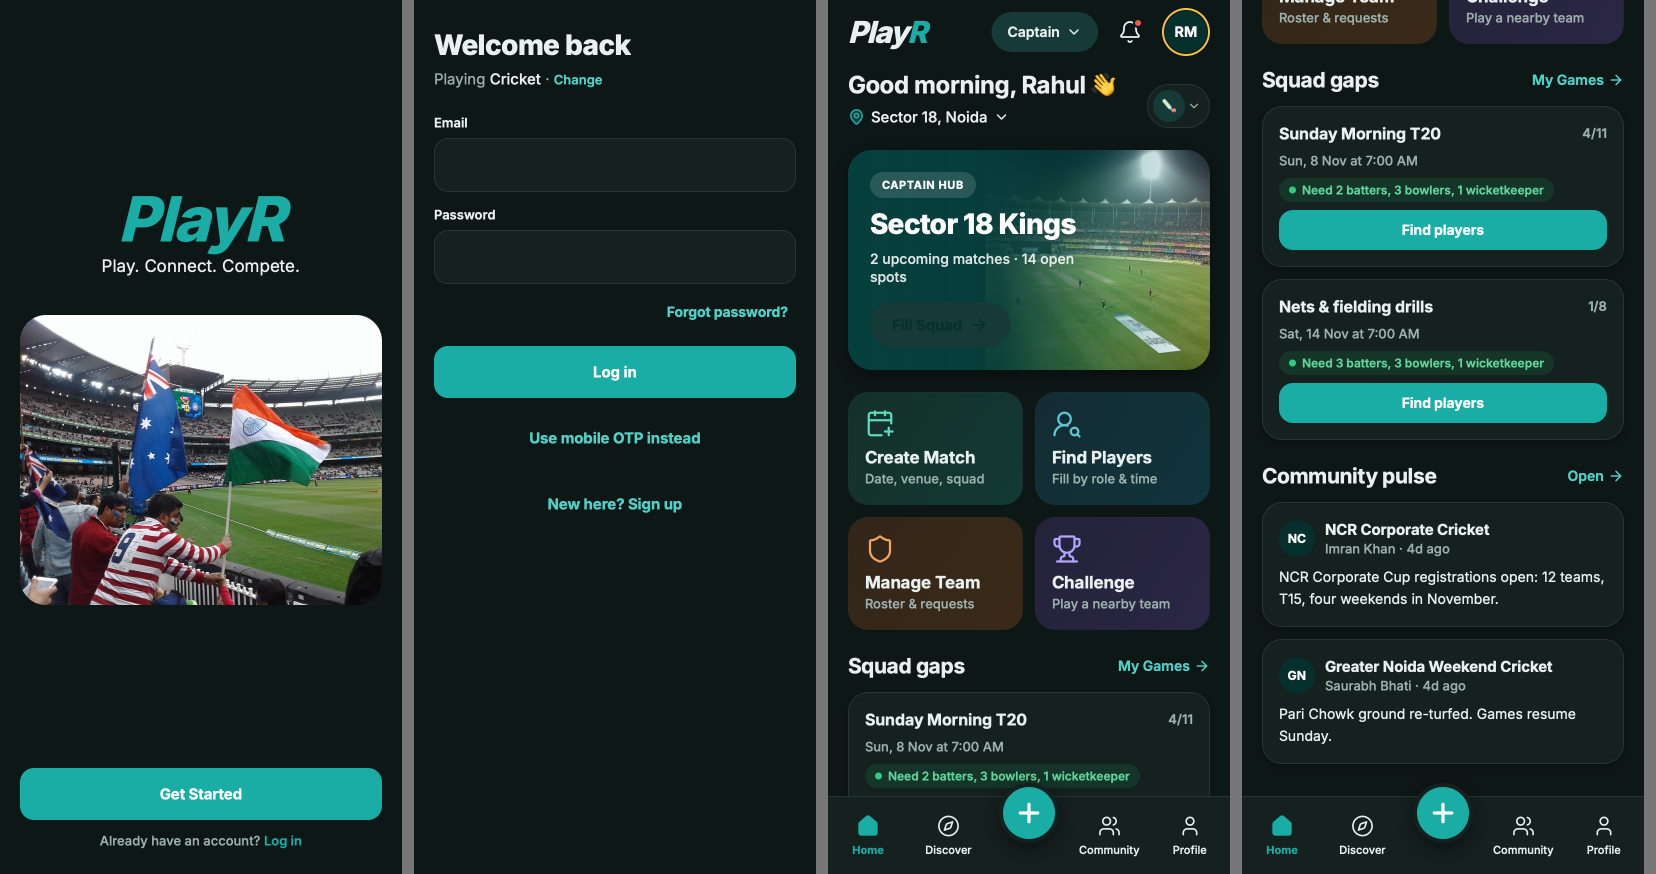 PlayR
Play. Connect. Compete.
9
Get Started
Already have an account? Log in
Welcome back
Playing Cricket · Change
Email
Password
Forgot password?
Log in
Use mobile OTP instead
New here? Sign up
PlayR
Captain
RM
Good morning, Rahul 👋
Sector 18, Noida
CAPTAIN HUB
Sector 18 Kings
2 upcoming matches · 14 open
spots
Fill Squad →
Create Match
Date, venue, squad
Find Players
Fill by role & time
Manage Team
Roster & requests
Challenge
Play a nearby team
Squad gaps
My Games →
Sunday Morning T20
4/11
Sun, 8 Nov at 7:00 AM
Need 2 batters, 3 bowlers, 1 wicketkeeper
Home
Discover
Community
Profile
Manage Team
Roster & requests
Challenge
Play a nearby team
Squad gaps
My Games →
Sunday Morning T20
4/11
Sun, 8 Nov at 7:00 AM
Need 2 batters, 3 bowlers, 1 wicketkeeper
Find players
Nets & fielding drills
1/8
Sat, 14 Nov at 7:00 AM
Need 3 batters, 3 bowlers, 1 wicketkeeper
Find players
Community pulse
Open →
NC
NCR Corporate Cricket
Imran Khan · 4d ago
NCR Corporate Cup registrations open: 12 teams,
T15, four weekends in November.
GN
Greater Noida Weekend Cricket
Saurabh Bhati · 4d ago
Pari Chowk ground re-turfed. Games resume
Sunday.
Home
Discover
Community
Profile